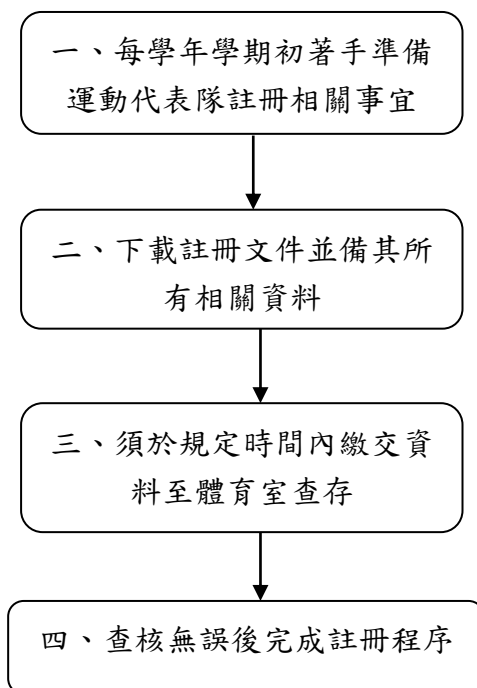 一、每學年學期初著手準備
運動代表隊註冊相關事宜
二、下載註冊文件並備其所
有相關資料
三、須於規定時間內繳交資
料至體育室查存
四、查核無誤後完成註冊程序